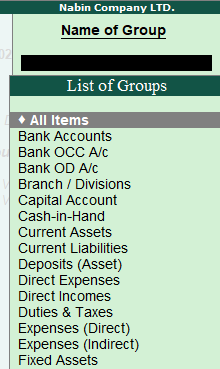 Nabin Company LTD.
Name of Group
List of Groups
♦ All Items
Bank Accounts
Bank OCC A/c
Bank OD A/c
Branch / Divisions
Capital Account
Cash-in-Hand
Current Assets
Current Liabilities
Deposits (Asset)
Direct Expenses
Direct Incomes
Duties & Taxes
Expenses (Direct)
Expenses (Indirect)
Fixed Assets